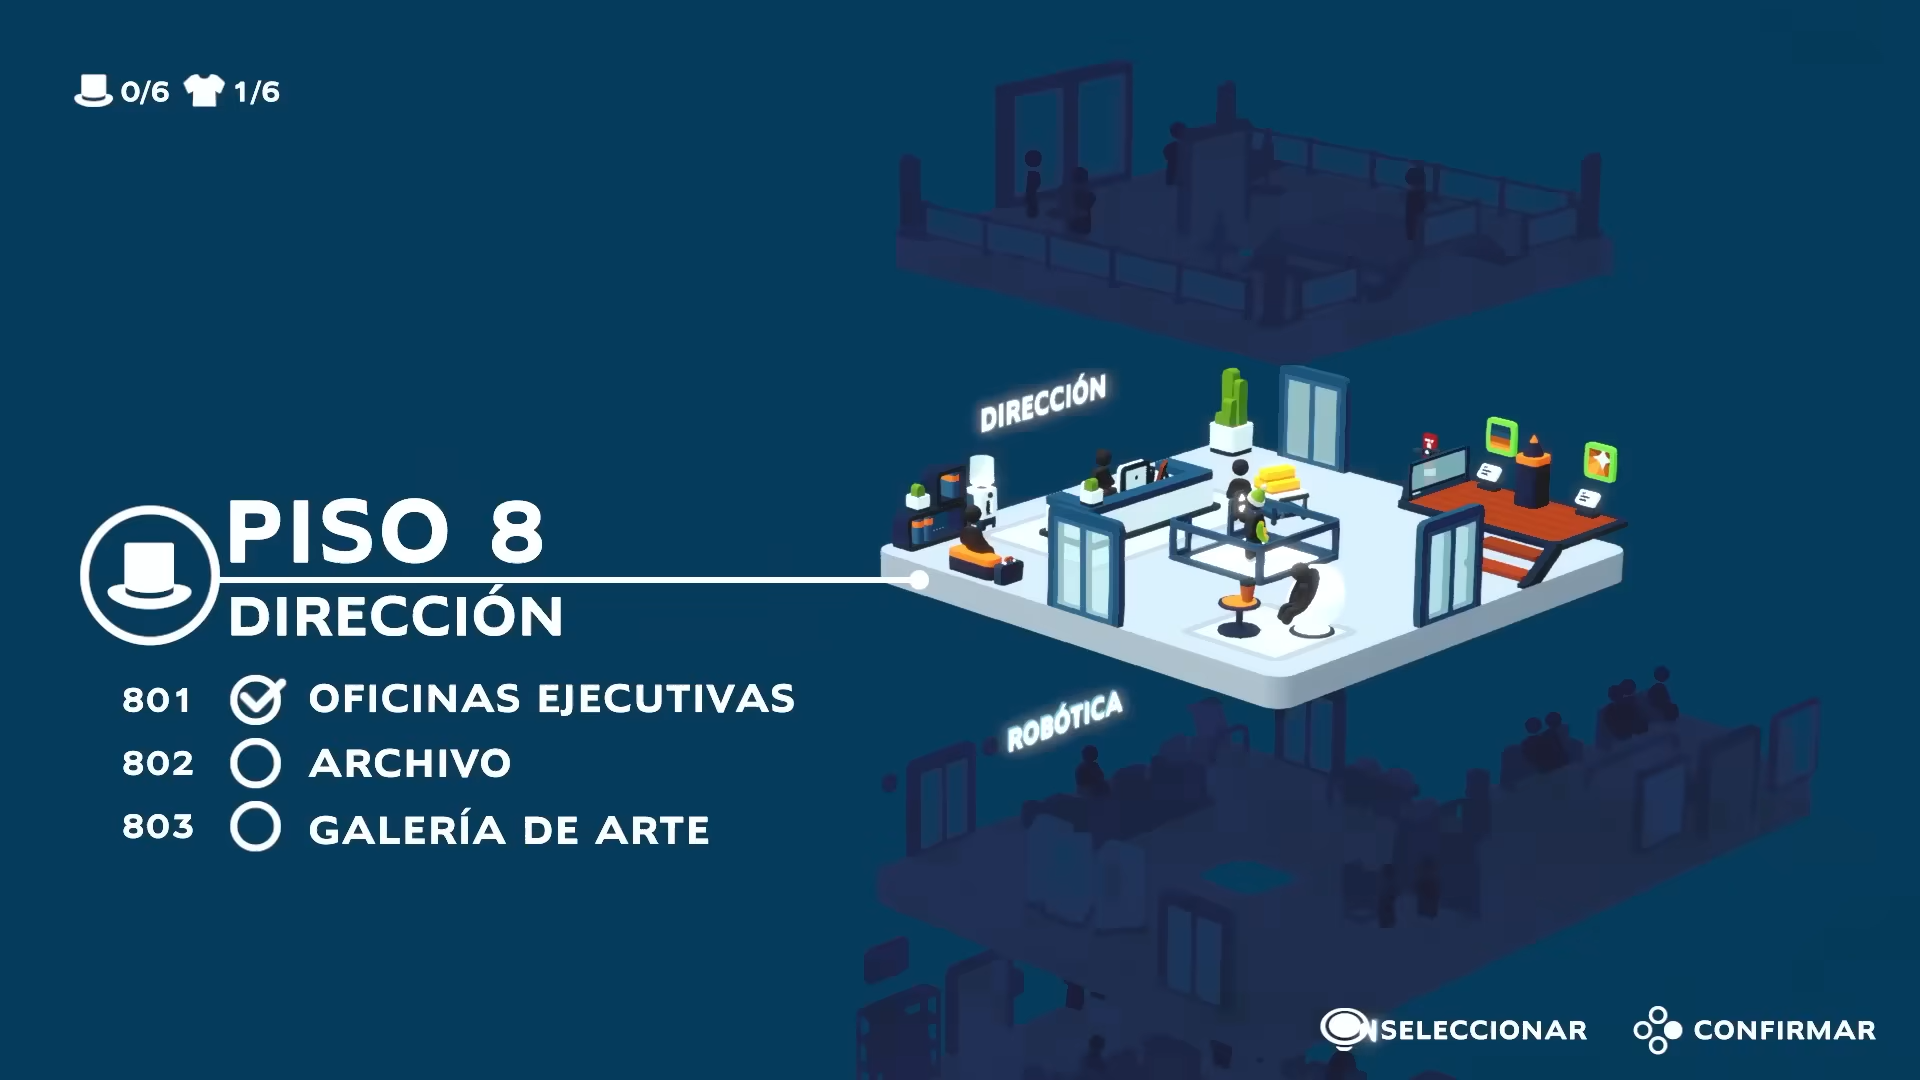 0/6 1/6
DIRECCIÓN
PISO 8
DIRECCIÓN
801 OFICINAS EJECUTIVAS
802 ARCHIVO
803 GALERÍA DE ARTE
ROBÓTICA
SELECCIONAR CONFIRMAR